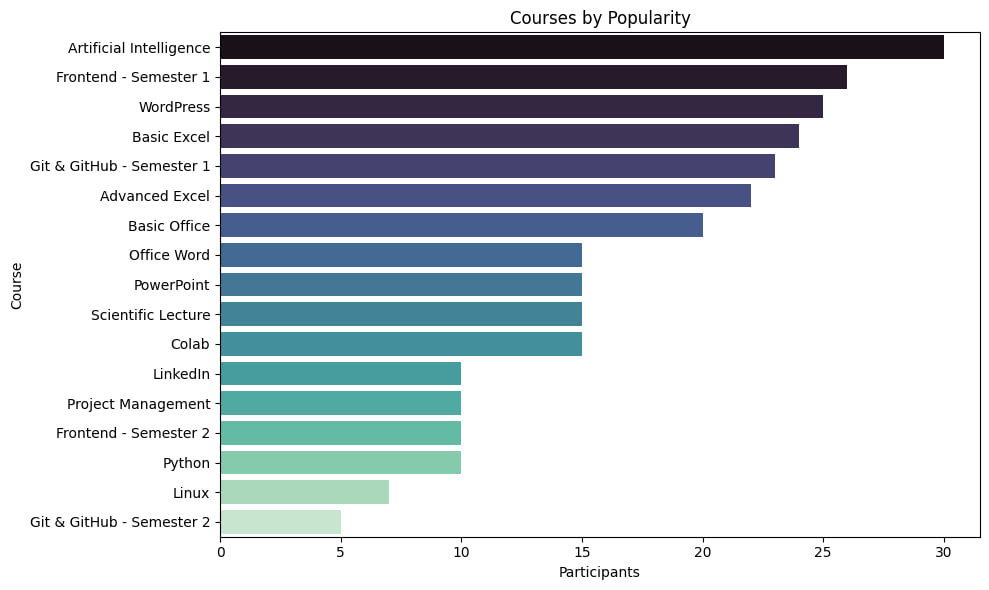 Courses by Popularity
Course
Artificial Intelligence
Frontend - Semester 1
WordPress
Basic Excel
Git & GitHub - Semester 1
Advanced Excel
Basic Office
Office Word
PowerPoint
Scientific Lecture
Colab
LinkedIn
Project Management
Frontend - Semester 2
Python
Linux
Git & GitHub - Semester 2
0 5 10 15 20 25 30
Participants